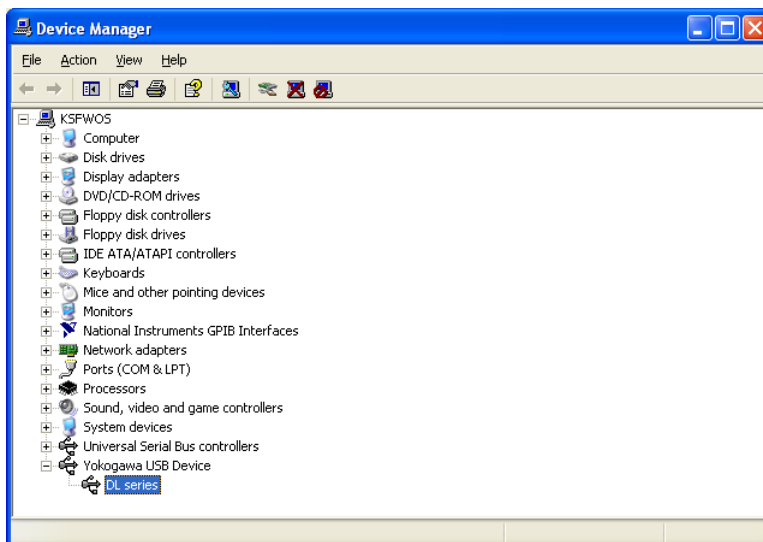 Device Manager
File Action View Help
KSFWOS
Computer
Disk drives
Display adapters
DVD/CD-ROM drives
Floppy disk controllers
Floppy disk drives
IDE ATA/ATAPI controllers
Keyboards
Mice and other pointing devices
Monitors
National Instruments GPIB Interfaces
Network adapters
Ports (COM & LPT)
Processors
Sound, video and game controllers
System devices
Universal Serial Bus controllers
Yokogawa USB Device
DL series